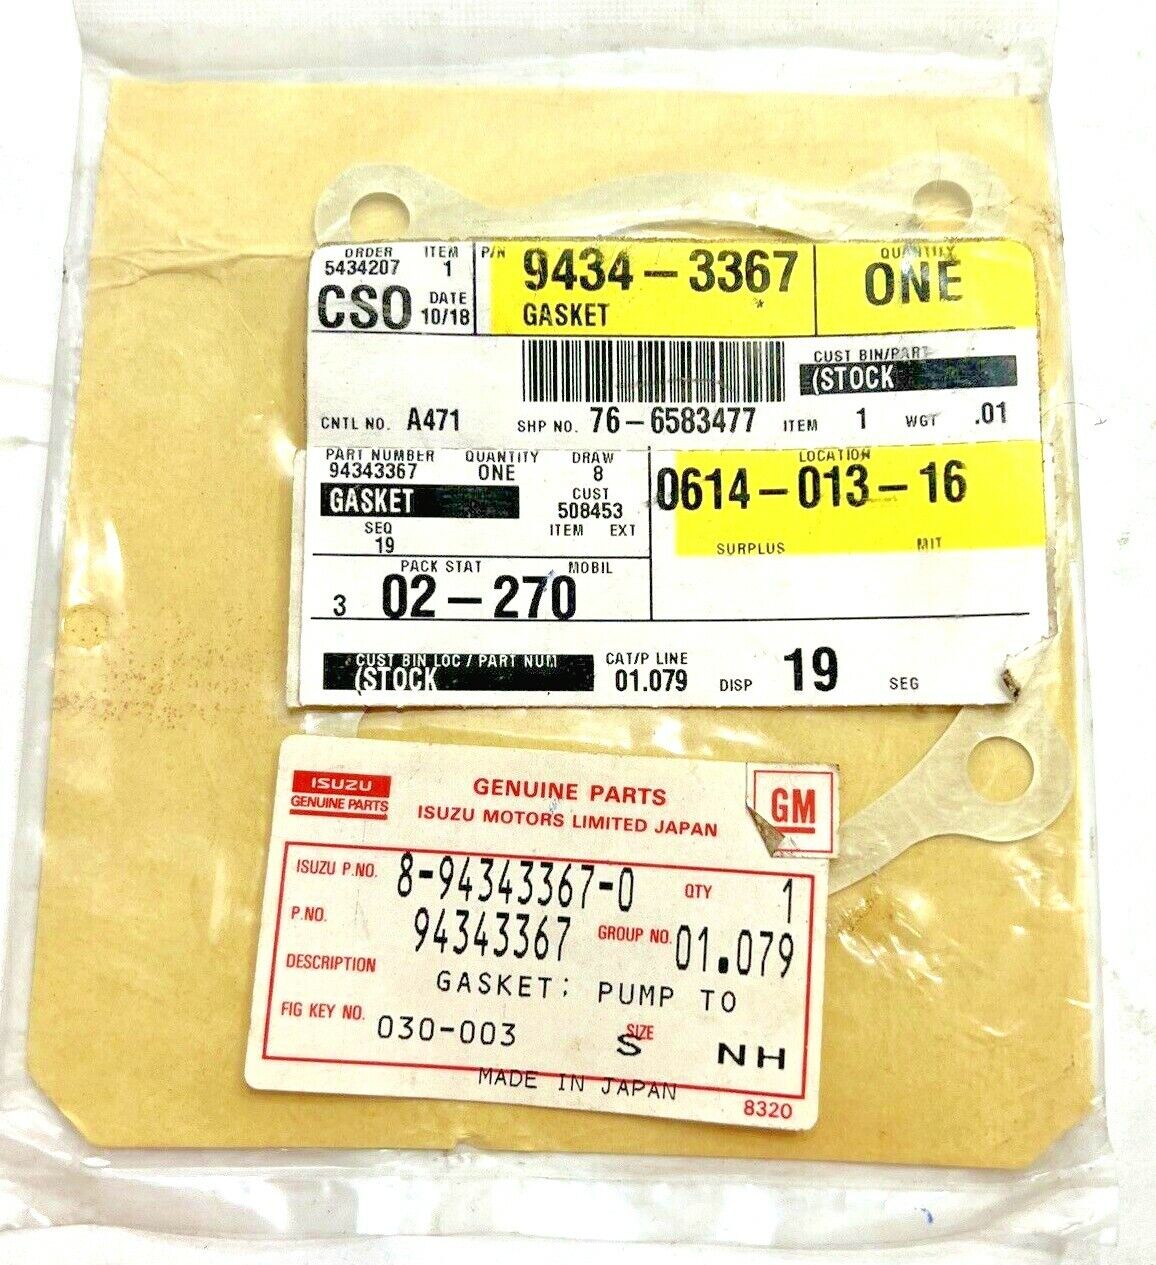 ORDER ITEM P/N 9434-3367 QUANTITY
5434207 1 ONE
CSO DATE 10/18 GASKET *
CUST BIN/PART
(STOCK
CNTL NO. A471 SHP NO. 76-6583477 ITEM 1 WGT .01
PART NUMBER QUANTITY DRAW LOCATION
94343367 ONE 8 0614-013-16
GASKET CUST
508453
SEQ ITEM EXT SURPLUS MIT
19
PACK STAT MOBIL
3 02-270
CUST BIN LOC / PART NUM CAT/P LINE
(STOCK 01.079 DISP 19 SEG
ISUZU
GENUINE PARTS
GENUINE PARTS
ISUZU MOTORS LIMITED JAPAN
GM
ISUZU P.NO. 8-94343367-0 QTY 1
P.NO. 94343367 GROUP NO. 01.079
DESCRIPTION GASKET; PUMP TO
FIG KEY NO. 030-003 SIZE S NH
MADE IN JAPAN
8320